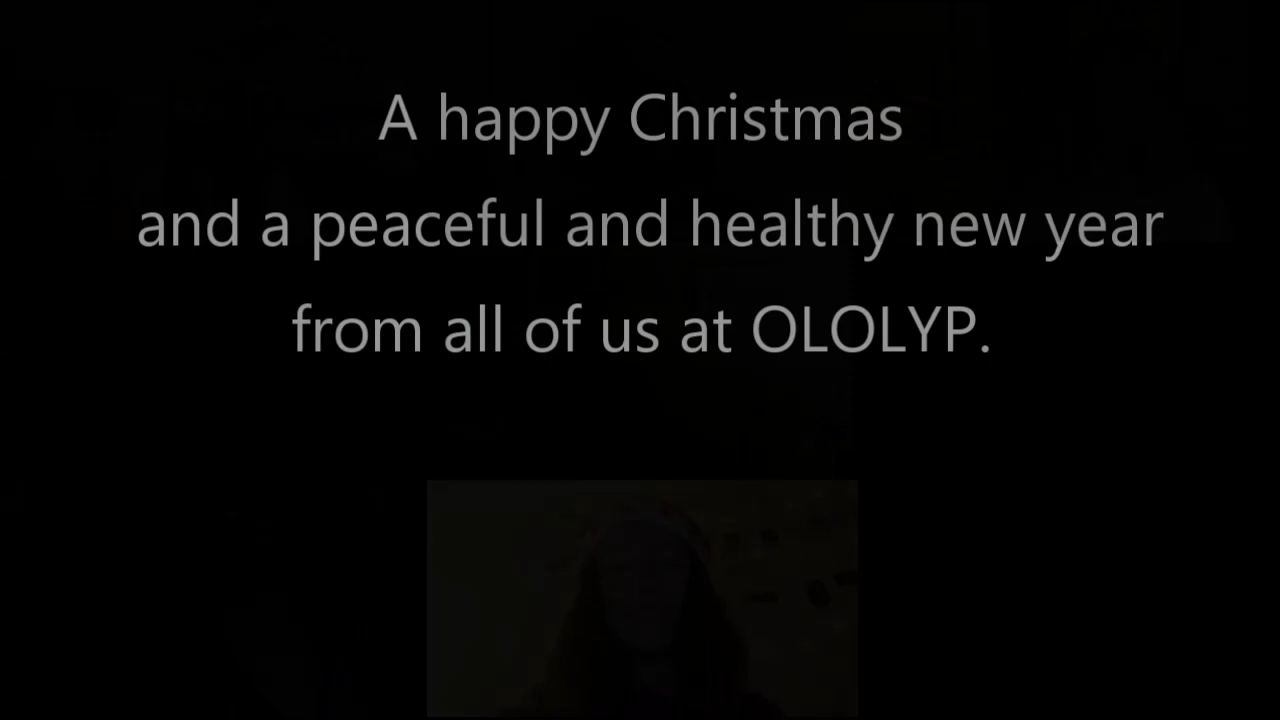 A happy Christmas
and a peaceful and healthy new year
from all of us at OLOLYP.